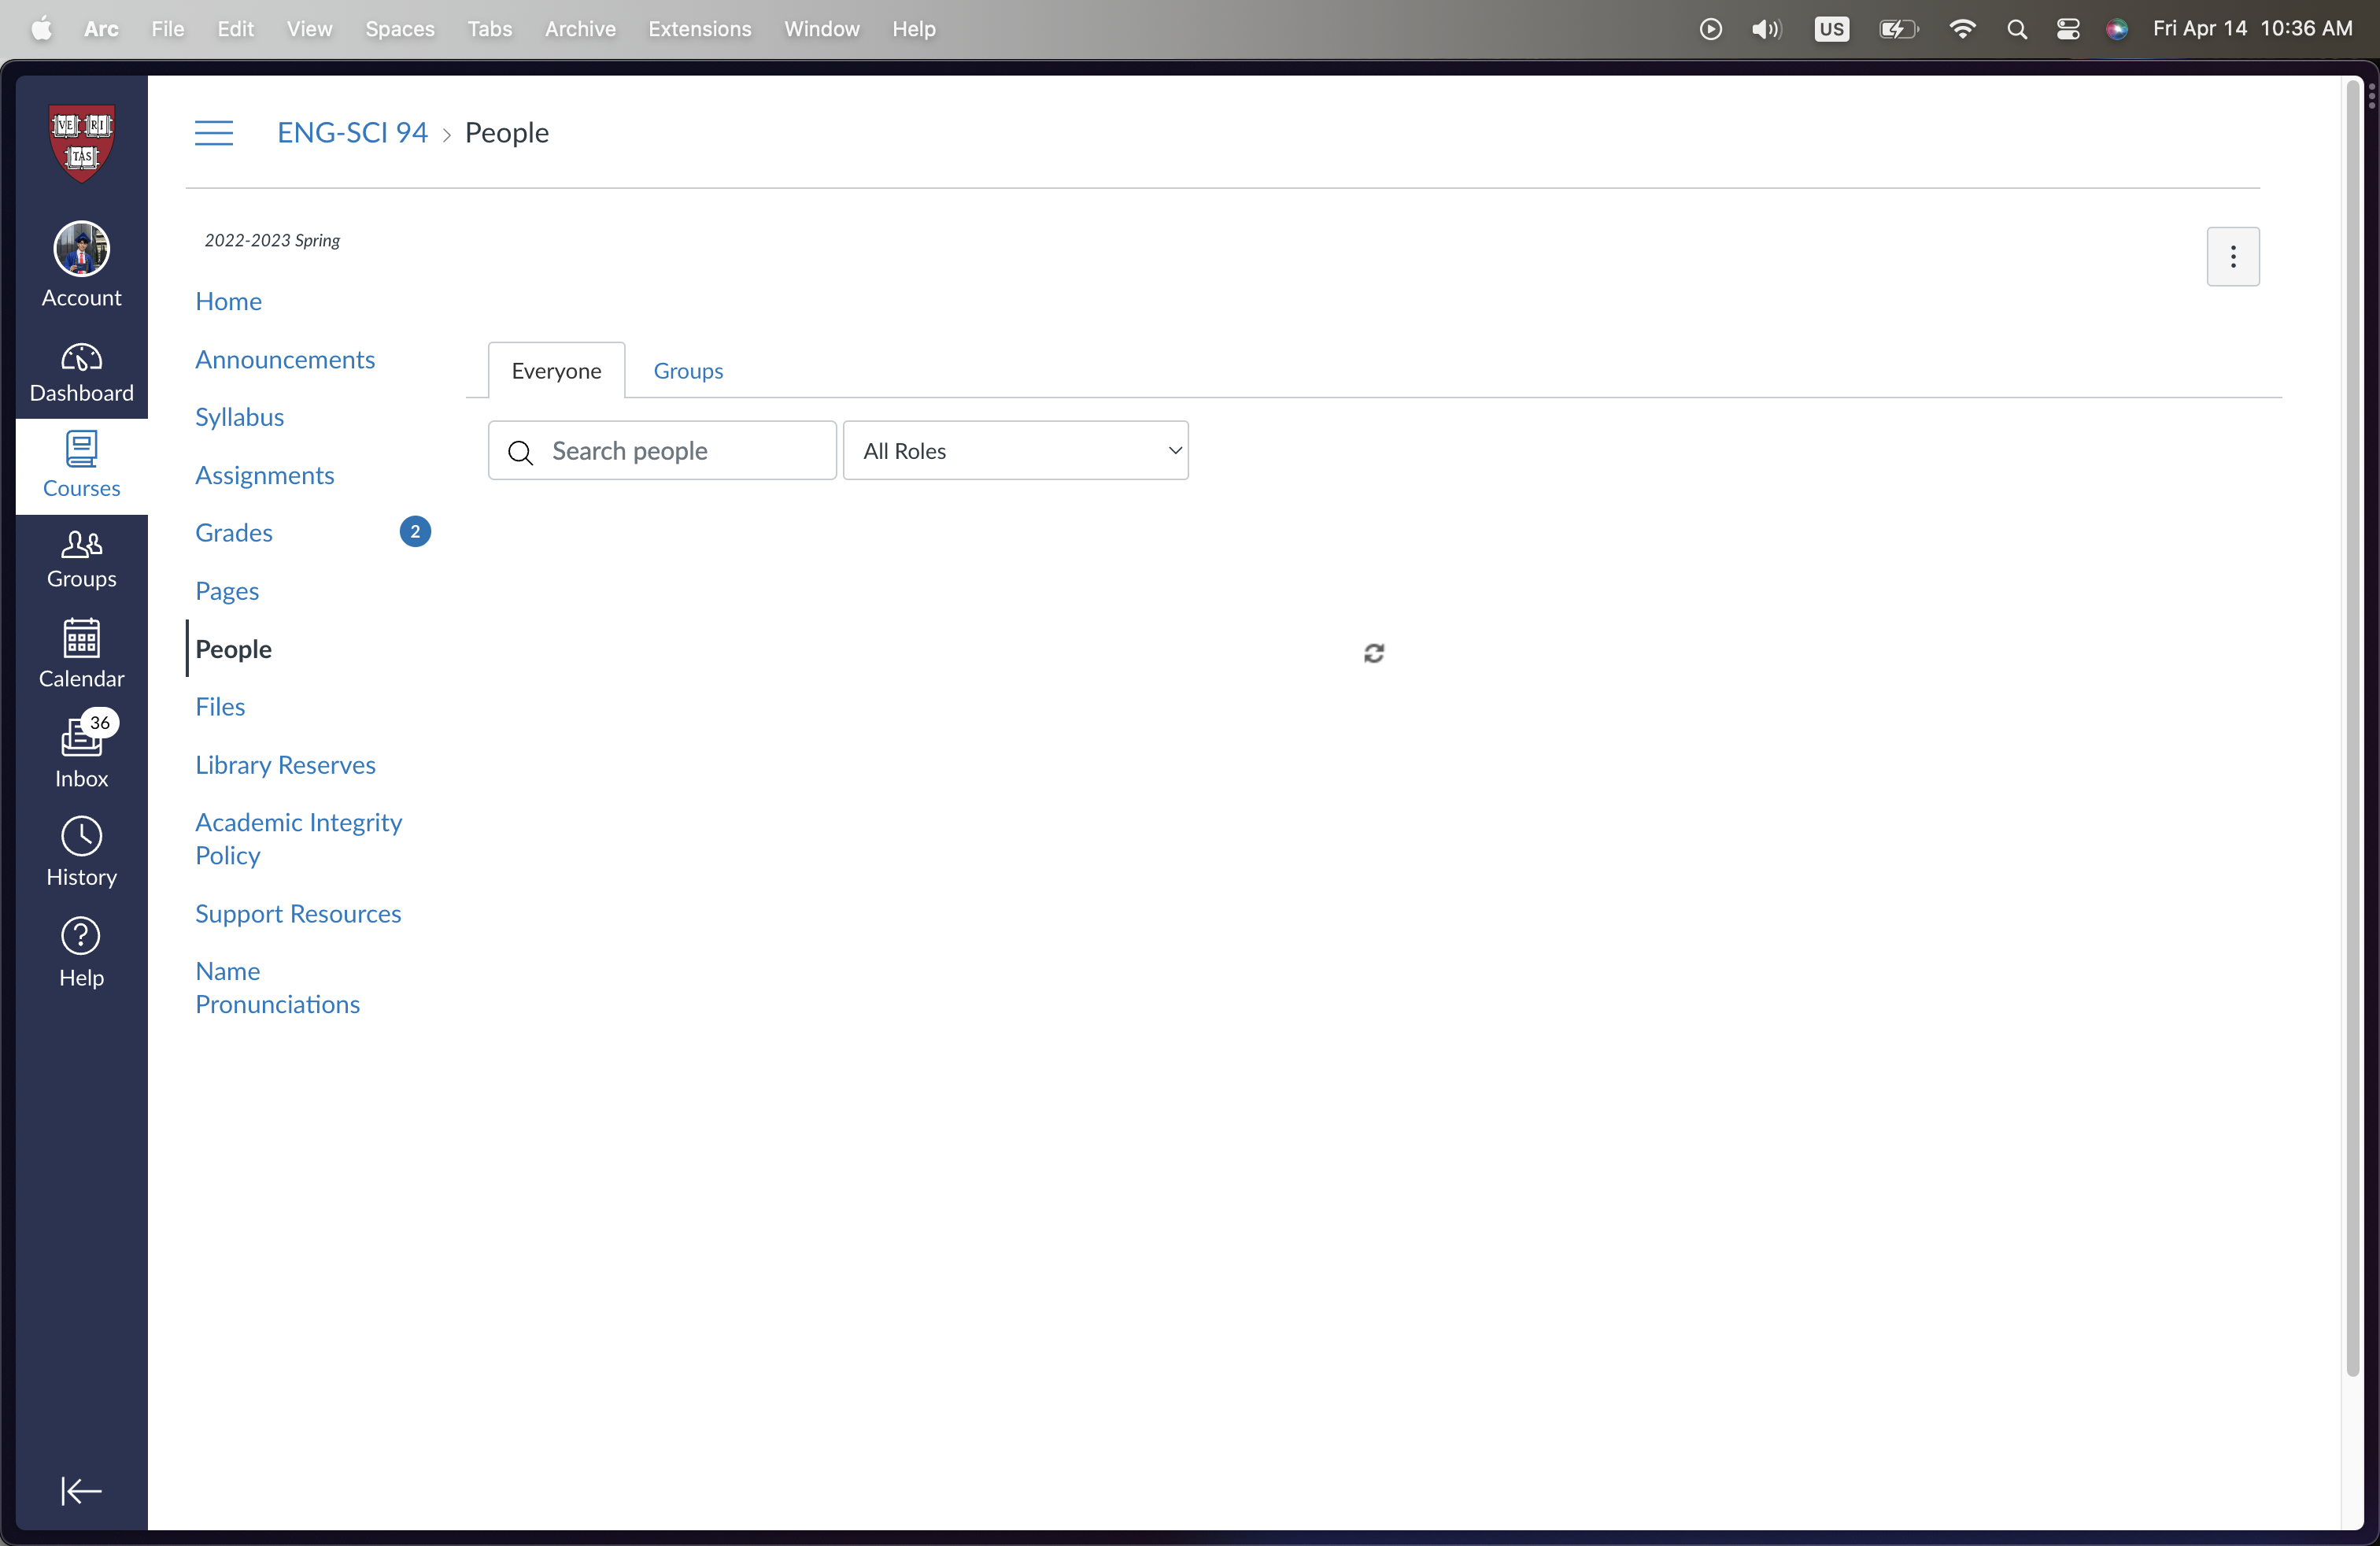 Arc File Edit View Spaces Tabs Archive Extensions Window Help US Fri Apr 14 10:36 AM
VE RI
TAS
Account
Dashboard
Courses
Groups
Calendar
36
Inbox
History
Help
ENG-SCI 94 › People
2022-2023 Spring
Home
Announcements
Syllabus
Assignments
Grades 2
Pages
People
Files
Library Reserves
Academic Integrity
Policy
Support Resources
Name
Pronunciations
Everyone Groups
Search people All Roles